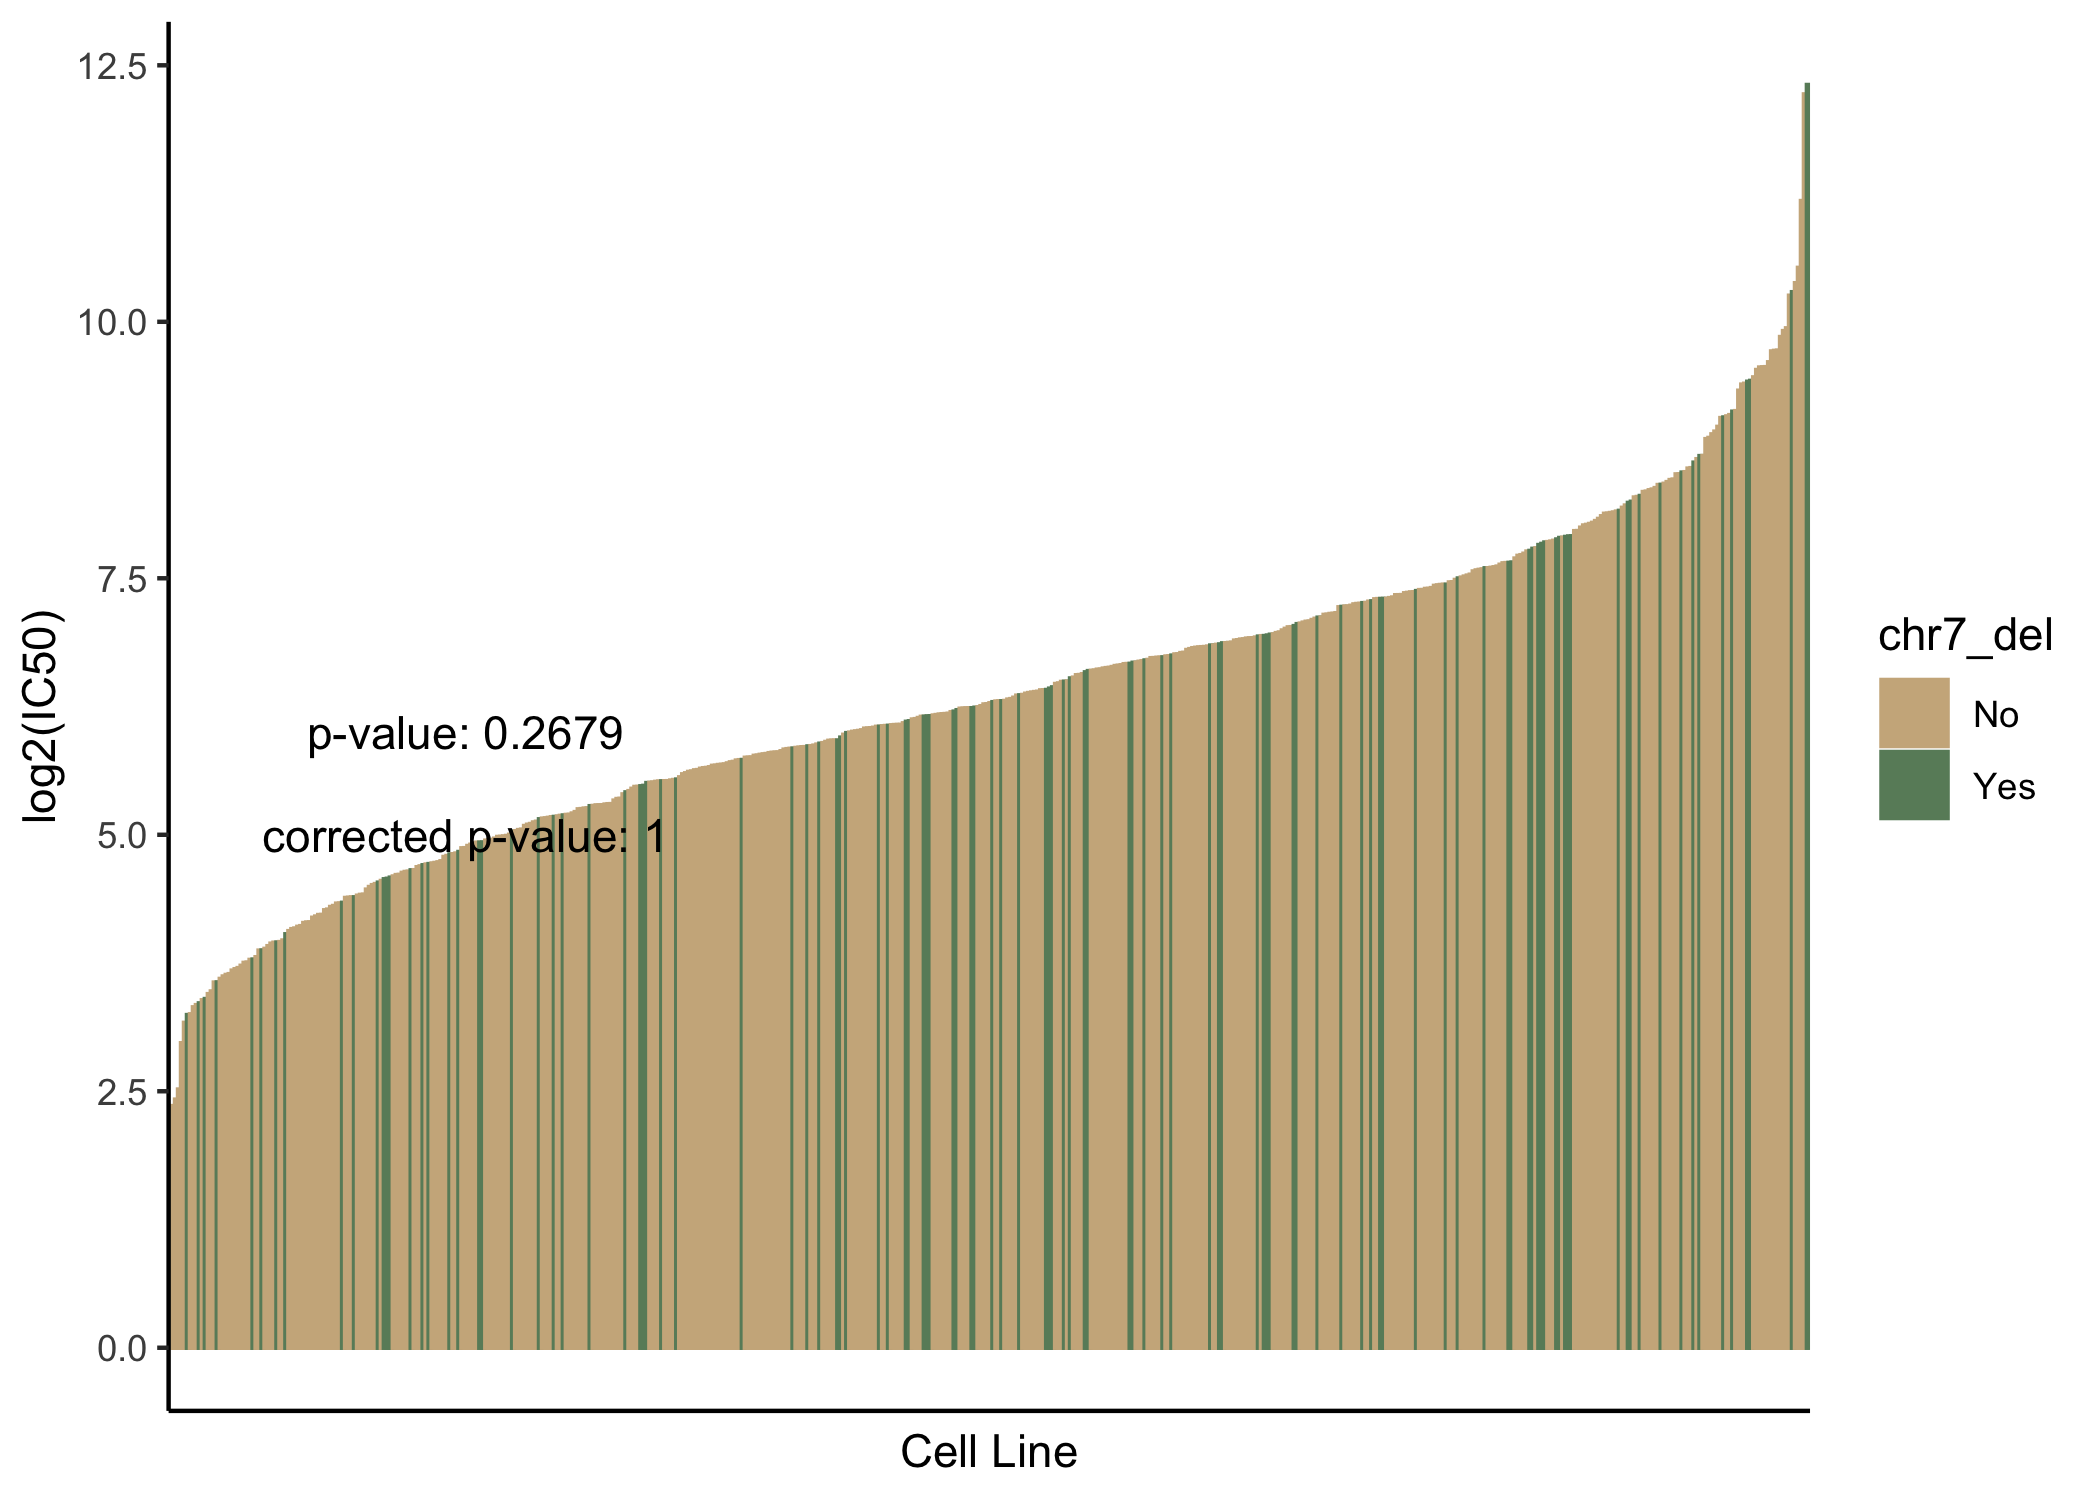 12.5
10.0
7.5
5.0
2.5
0.0
log2(IC50)
p-value: 0.2679
corrected p-value: 1
Cell Line
chr7_del
No
Yes